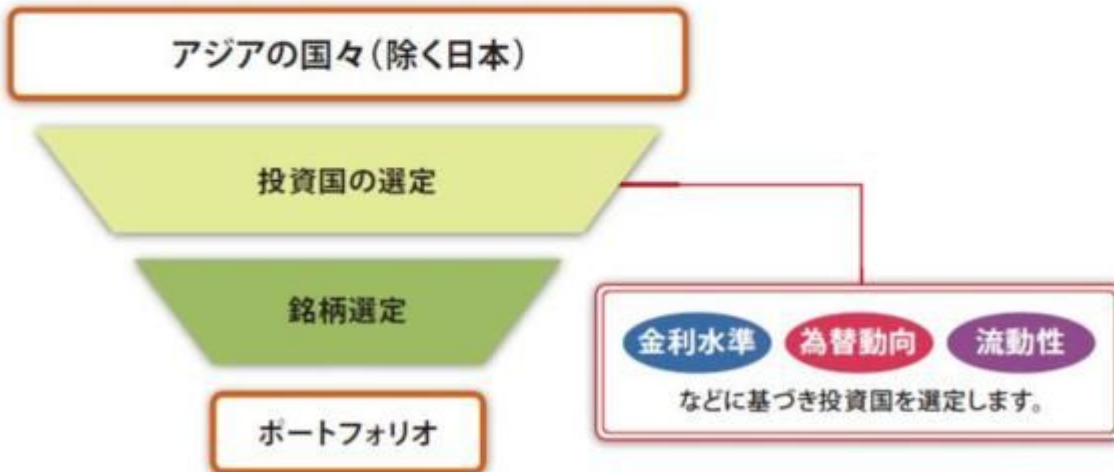 アジアの国々(除く日本)
投資国の選定
銘柄選定
ポートフォリオ
金利水準 為替動向 流動性
などに基づき投資国を選定します。